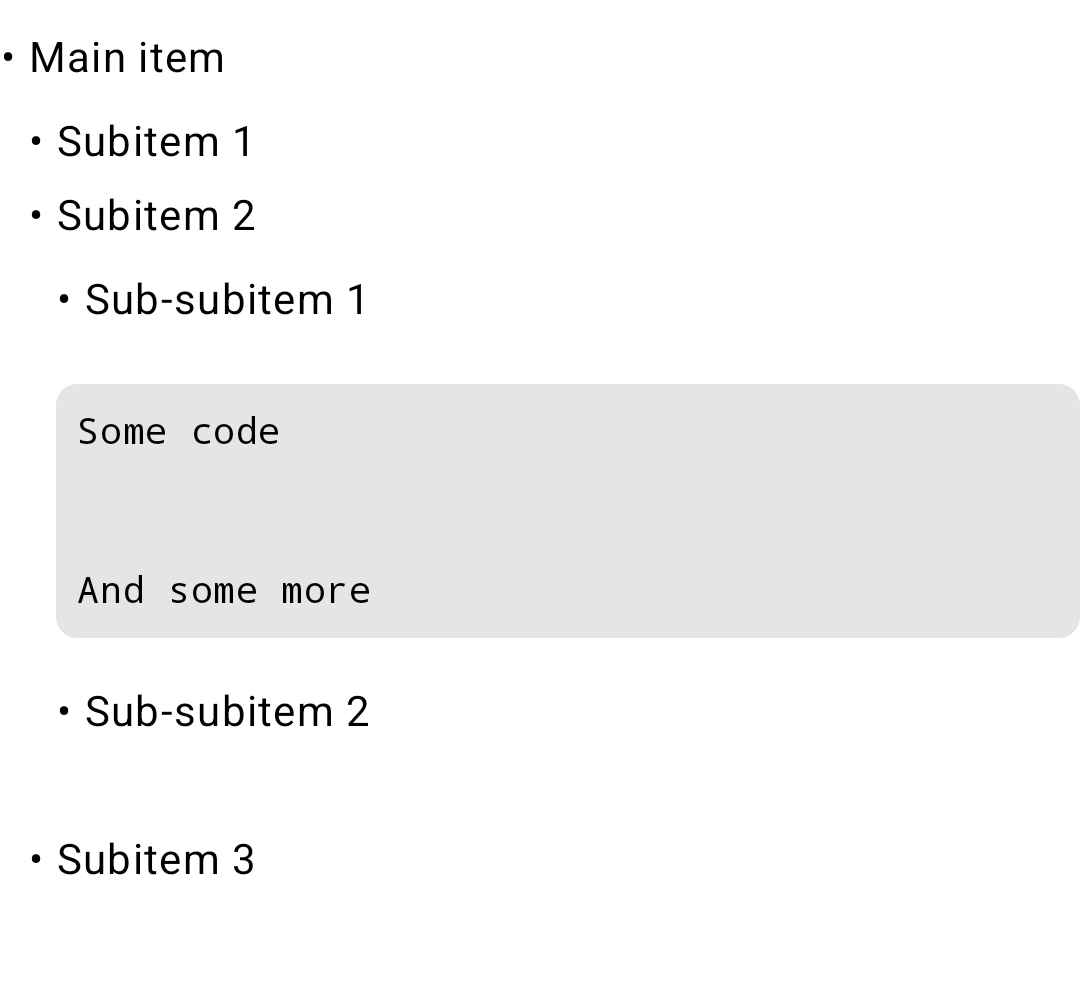 • Main item
• Subitem 1
• Subitem 2
• Sub-subitem 1
Some code
And some more
• Sub-subitem 2
• Subitem 3